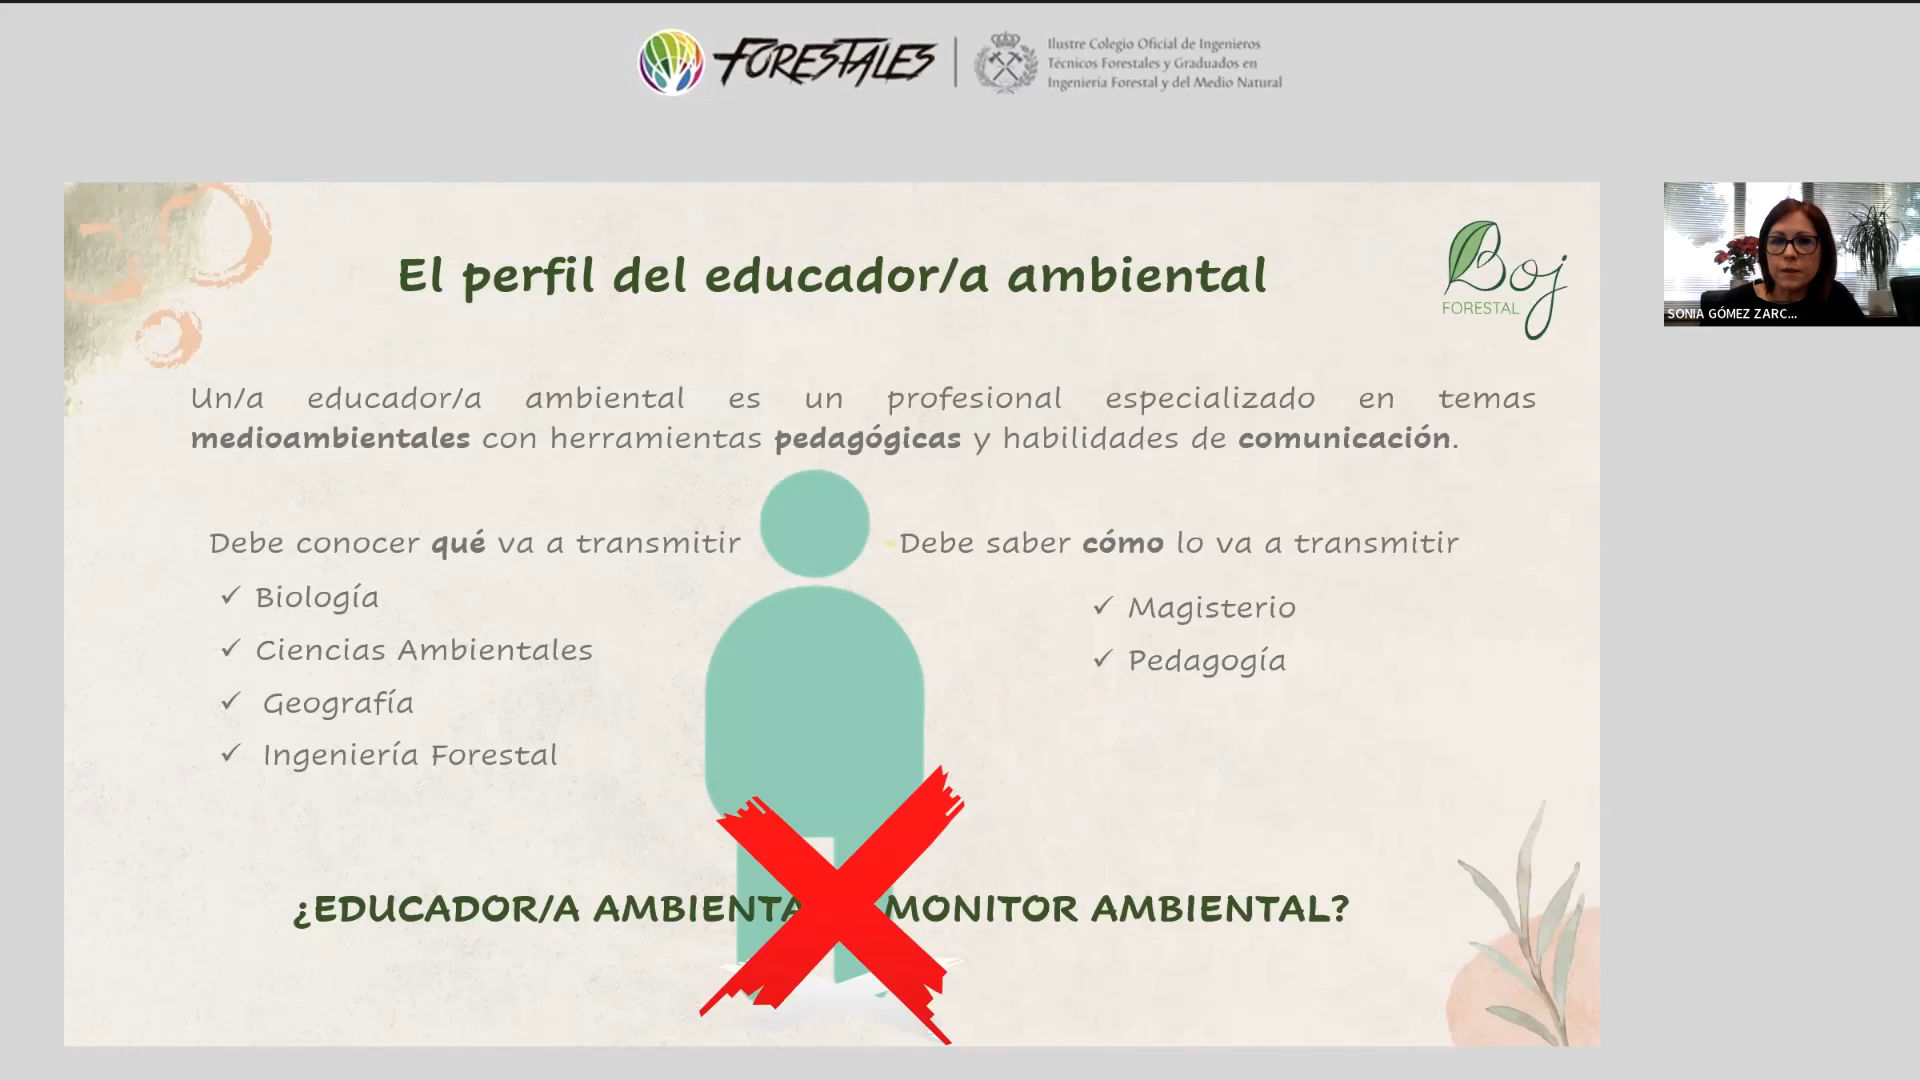 FORESTALES
Ilustre Colegio Oficial de Ingenieros
Técnicos Forestales y Graduados en
Ingeniería Forestal y del Medio Natural
El perfil del educador/a ambiental
Boj
FORESTAL
SONIA GÓMEZ ZARC...
Un/a educador/a ambiental es un profesional especializado en temas
medioambientales con herramientas pedagógicas y habilidades de comunicación.
Debe conocer qué va a transmitir
✓ Biología
✓ Ciencias Ambientales
✓ Geografía
✓ Ingeniería Forestal
Debe saber cómo lo va a transmitir
✓ Magisterio
✓ Pedagogía
¿EDUCADOR/A AMBIENTA MONITOR AMBIENTAL?